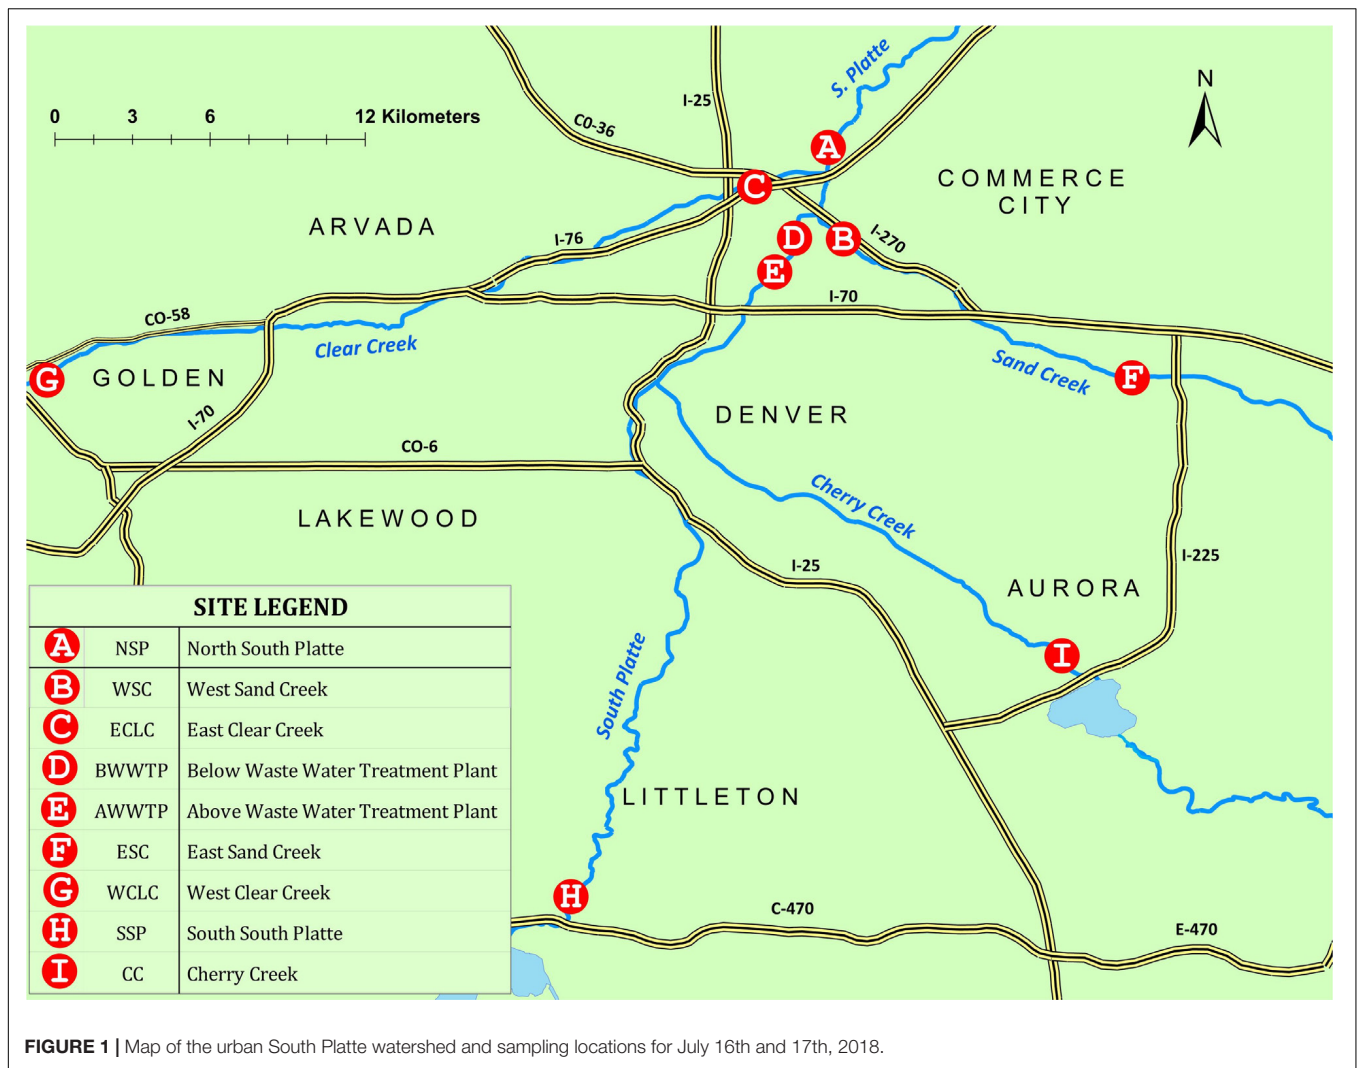 S. Platte
N
0 3 6 12 Kilometers
I-25
CO-36
A
COMMERCE
CITY
C
ARVADA
I-76
D
B
I-270
E
I-70
CO-58
Clear Creek
Sand Creek
G
GOLDEN
F
I-70
DENVER
CO-6
Cherry Creek
LAKEWOOD
I-25
I-225
AURORA
I
South Platte
LITTLETON
H
C-470
E-470
SITE LEGEND
A NSP North South Platte
B WSC West Sand Creek
C ECLC East Clear Creek
D BWWTP Below Waste Water Treatment Plant
E AWWTP Above Waste Water Treatment Plant
F ESC East Sand Creek
G WCLC West Clear Creek
H SSP South South Platte
I CC Cherry Creek
FIGURE 1 | Map of the urban South Platte watershed and sampling locations for July 16th and 17th, 2018.